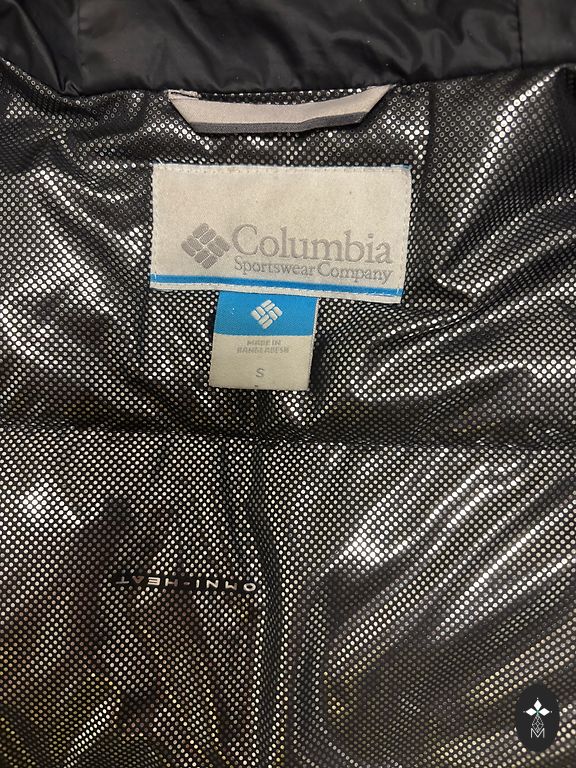 Columbia
Sportswear Company
MADE IN
BANGLADESH
S
OMNI-HEAT
M